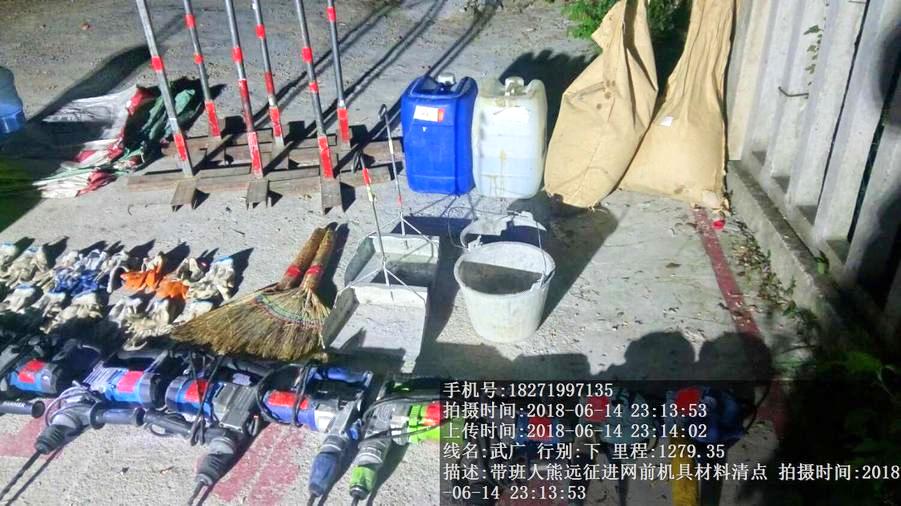 手机号:18271997135
拍摄时间:2018-06-14 23:13:53
上传时间:2018-06-14 23:14:02
线名:武广 行别:下 里程:1279.35
描述:带班人熊远征进网前机具材料清点 拍摄时间:2018
-06-14 23:13:53